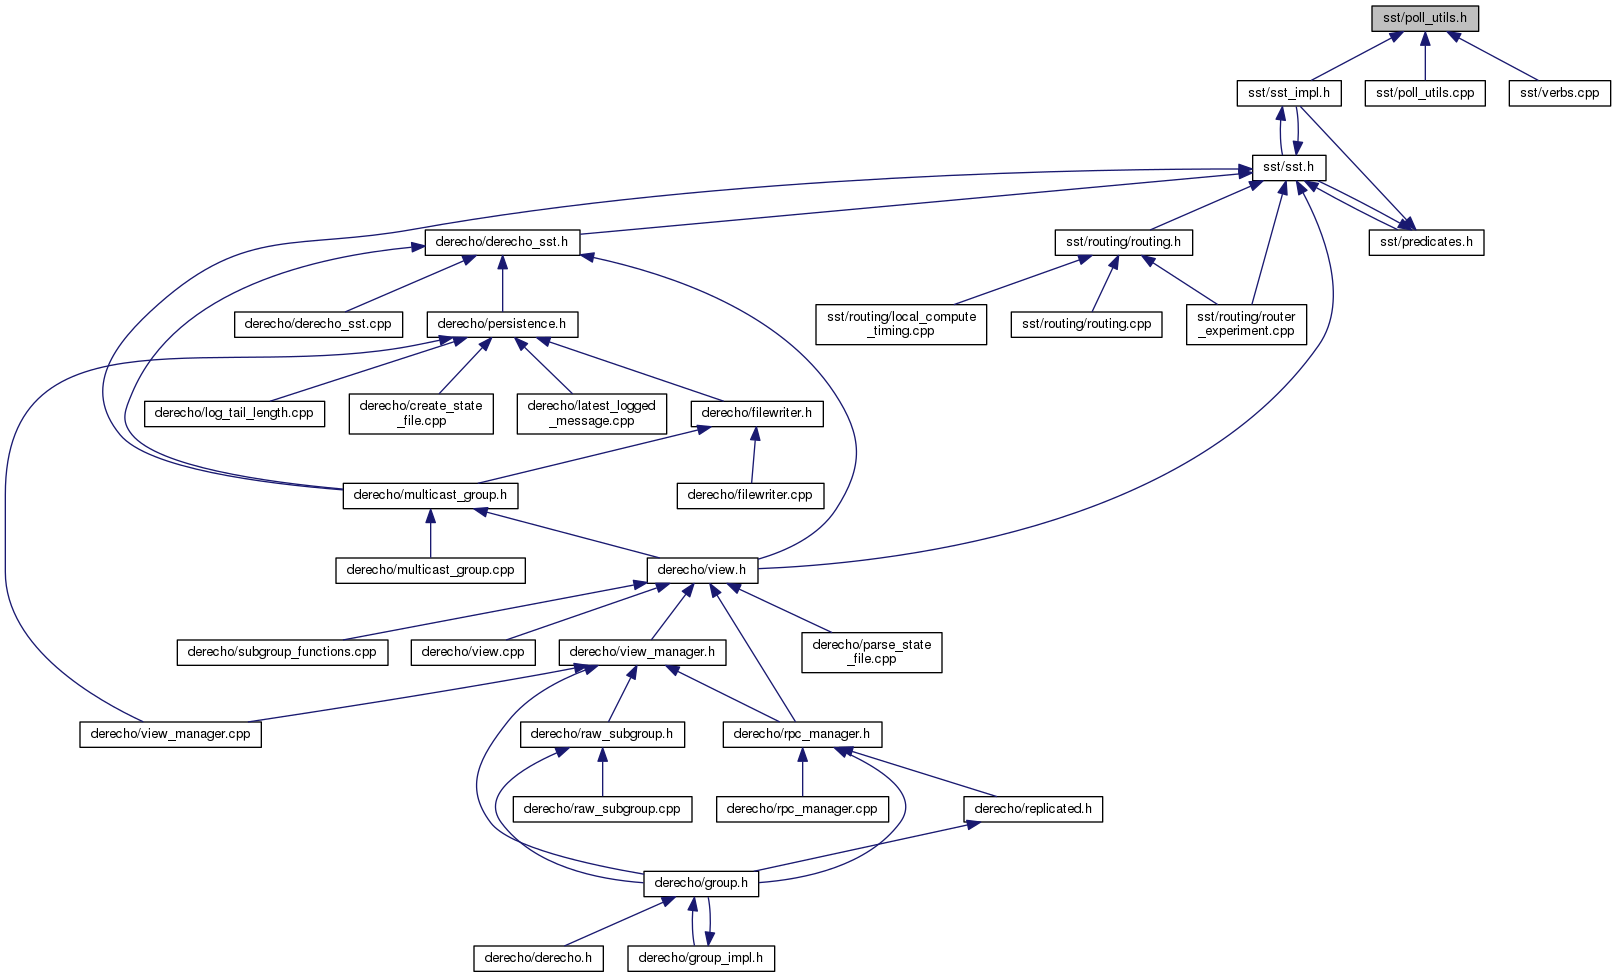 sst/poll_utils.h
sst/sst_impl.h
sst/poll_utils.cpp
sst/verbs.cpp
sst/sst.h
derecho/derecho_sst.h
sst/routing/routing.h
sst/predicates.h
derecho/derecho_sst.cpp
derecho/persistence.h
sst/routing/local_compute
_timing.cpp
sst/routing/routing.cpp
sst/routing/router
_experiment.cpp
derecho/log_tail_length.cpp
derecho/create_state
_file.cpp
derecho/latest_logged
_message.cpp
derecho/filewriter.h
derecho/multicast_group.h
derecho/filewriter.cpp
derecho/multicast_group.cpp
derecho/view.h
derecho/subgroup_functions.cpp
derecho/view.cpp
derecho/view_manager.h
derecho/parse_state
_file.cpp
derecho/view_manager.cpp
derecho/raw_subgroup.h
derecho/rpc_manager.h
derecho/raw_subgroup.cpp
derecho/rpc_manager.cpp
derecho/replicated.h
derecho/group.h
derecho/derecho.h
derecho/group_impl.h